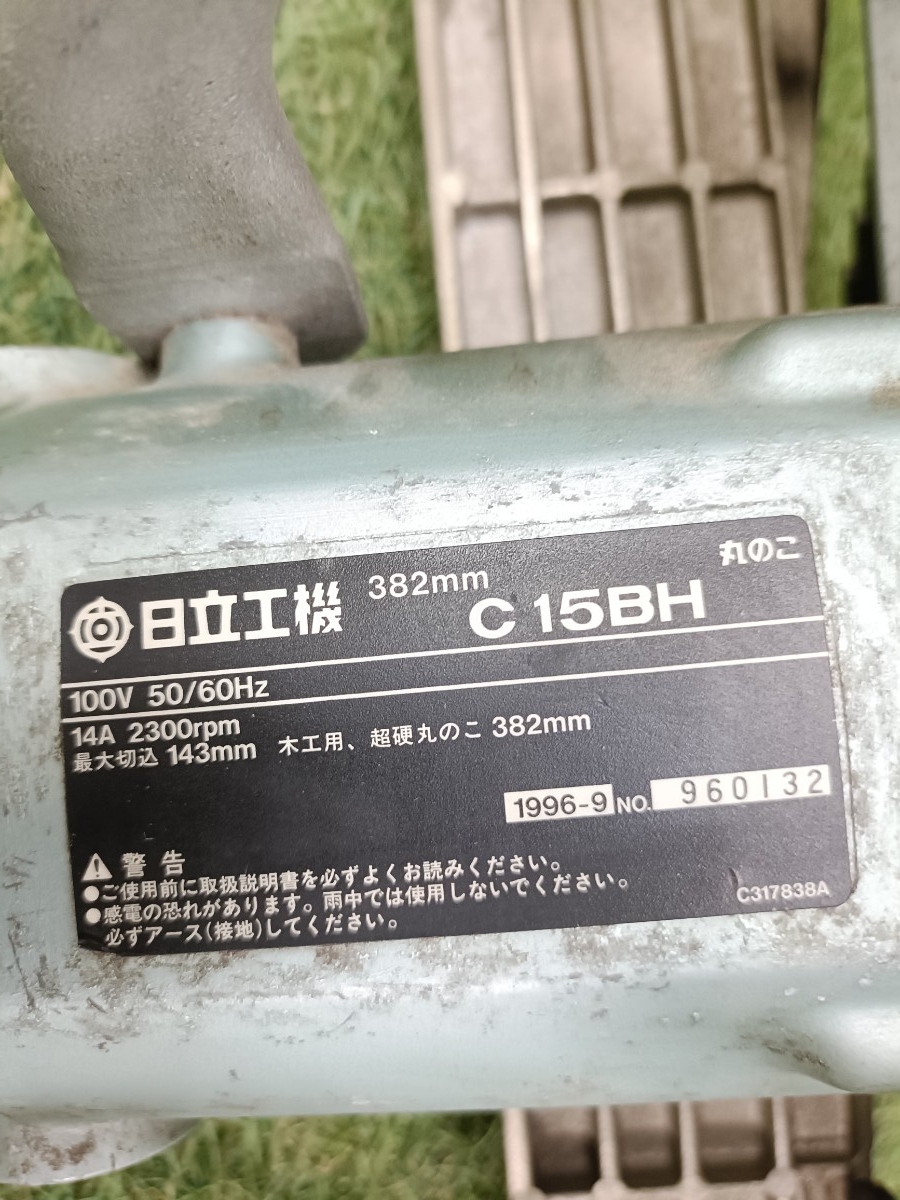 丸のこ
日立工機 382mm C15BH
100V 50/60Hz
14A 2300rpm
最大切込 143mm 木工用、超硬丸のこ 382mm
1996-9 NO. 960132
警告
●ご使用前に取扱説明書を必ずよくお読みください。
●感電の恐れがあります。雨中では使用しないでください。
必ずアース(接地)してください。
C317838A